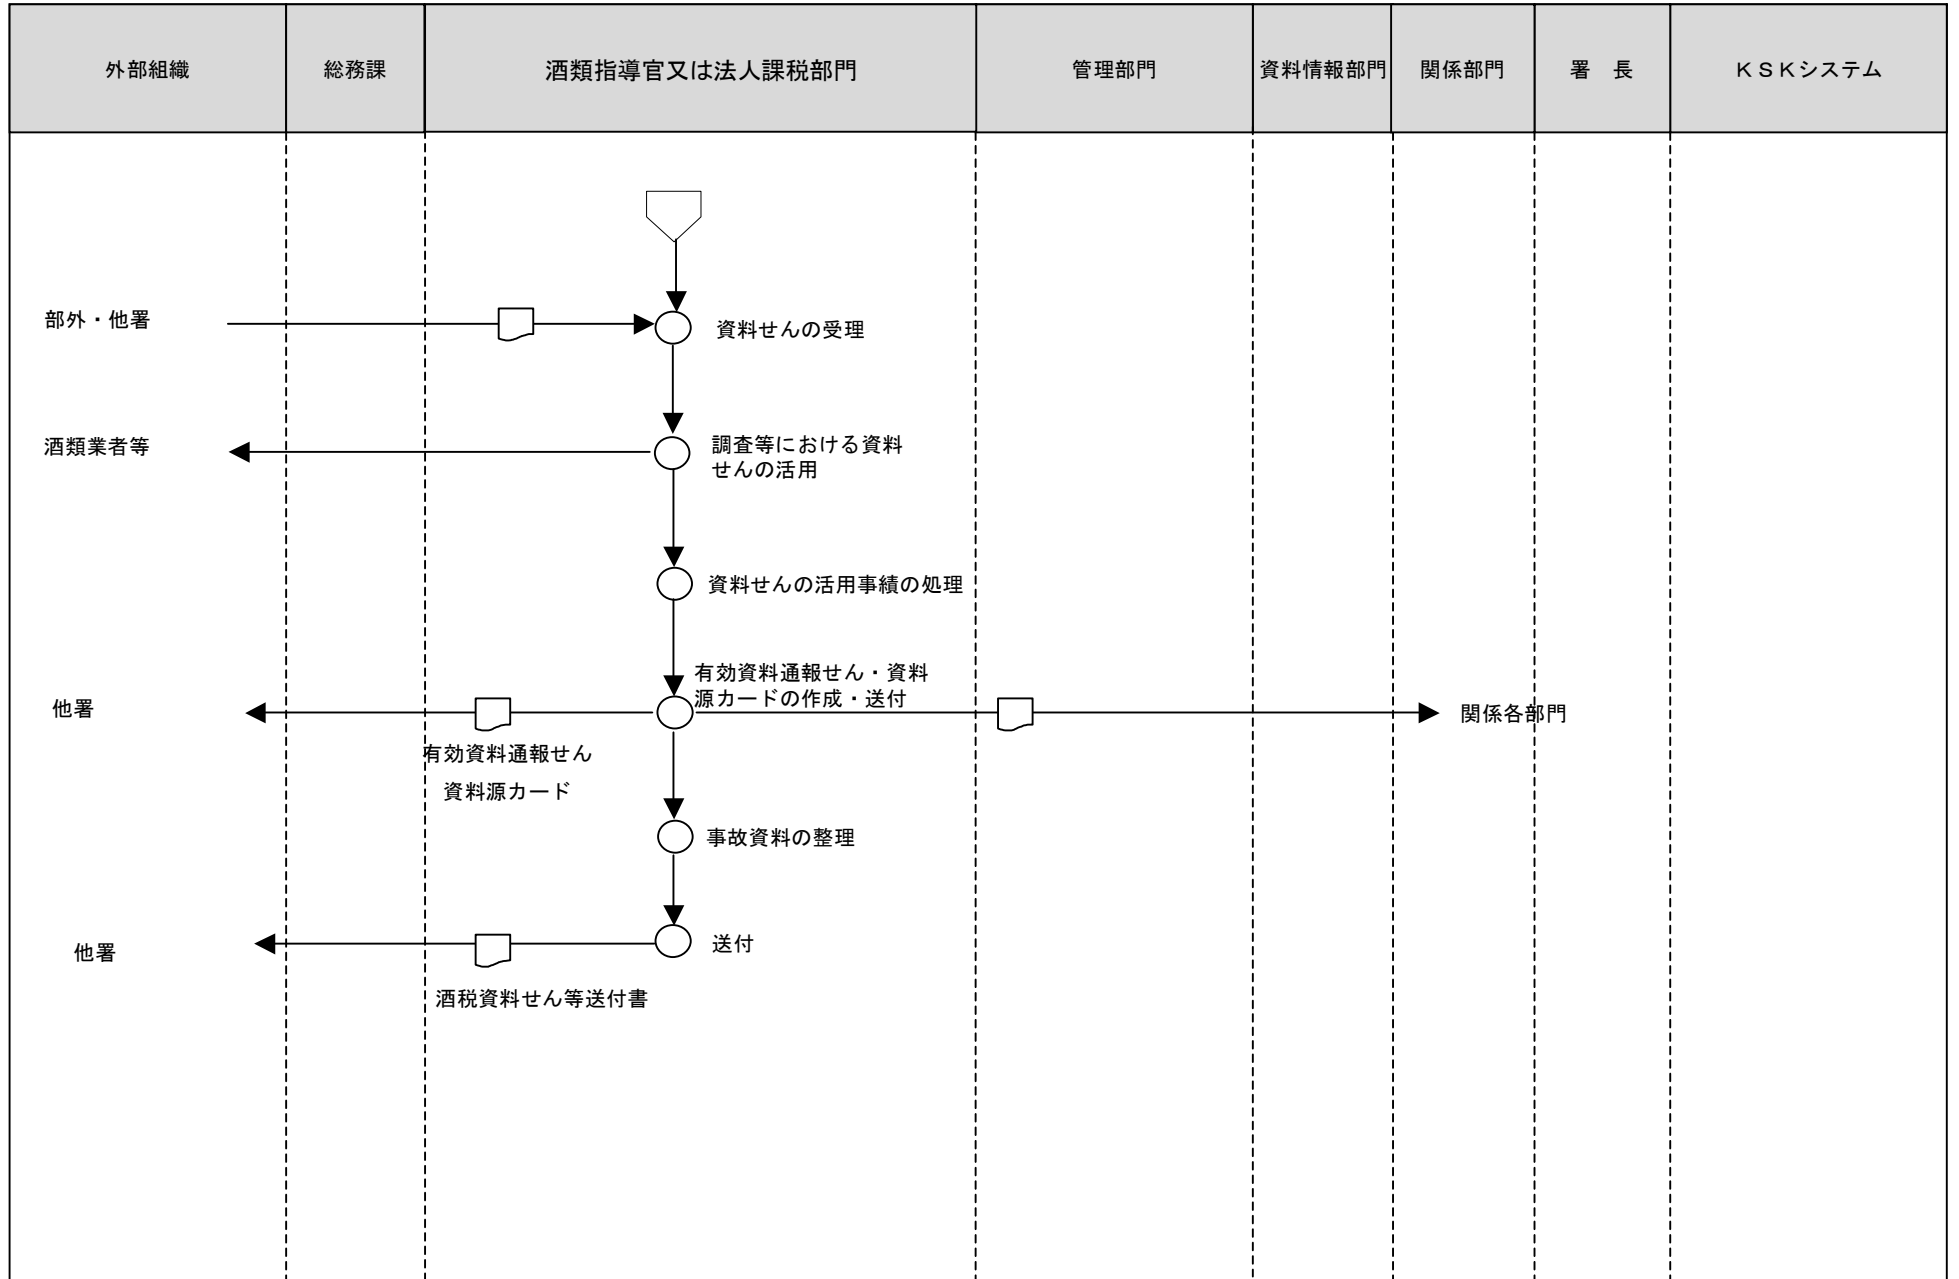 外部組織
総務課
酒類指導官又は法人課税部門
管理部門
資料情報部門
関係部門
署　長
ＫＳＫシステム
部外・他署
資料せんの受理
酒類業者等
調査等における資料
せんの活用
資料せんの活用事績の処理
有効資料通報せん・資料
源カードの作成・送付
他署
関係各部門
有効資料通報せん
資料源カード
事故資料の整理
他署
送付
酒税資料せん等送付書